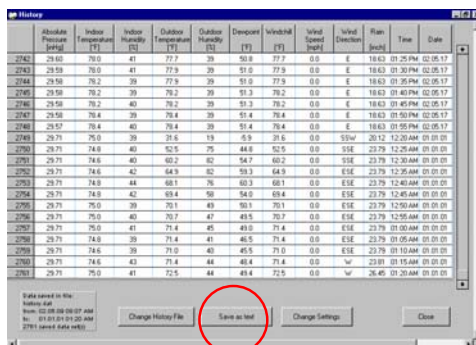 History
Absolute Pressure [inHg] Indoor Temperature [°F] Indoor Humidity [%] Outdoor Temperature [°F] Outdoor Humidity [%] Dewpoint [°F] Windchill [°F] Wind Speed [mph] Wind Direction Rain [inch] Time Date
2742 29.60 78.0 41 77.7 39 50.8 77.7 0.0 E 18.63 01:25 PM 02.05.17
2743 29.59 78.0 41 77.9 39 51.0 77.9 0.0 E 18.63 01:30 PM 02.05.17
2744 29.58 78.2 39 77.9 39 51.0 77.9 0.0 E 18.63 01:35 PM 02.05.17
2745 29.58 78.2 39 78.2 39 51.3 78.2 0.0 E 18.63 01:40 PM 02.05.17
2746 29.58 78.2 40 78.2 39 51.3 78.2 0.0 E 18.63 01:45 PM 02.05.17
2747 29.58 78.4 39 78.4 39 51.4 78.4 0.0 E 18.63 01:50 PM 02.05.17
2748 29.57 78.4 40 78.4 39 51.4 78.4 0.0 E 18.63 01:55 PM 02.05.17
2749 29.71 75.0 39 31.6 19 -5.9 31.6 0.0 SSW 20.12 12:20 AM 01.01.01
2750 29.71 74.8 40 52.5 75 44.8 52.5 0.0 SSE 23.79 12:25 AM 01.01.01
2751 29.71 74.6 40 60.2 82 54.7 60.2 0.0 SSE 23.79 12:30 AM 01.01.01
2752 29.71 74.6 42 64.9 82 59.3 64.9 0.0 ESE 23.79 12:35 AM 01.01.01
2753 29.71 74.8 44 68.1 76 60.3 68.1 0.0 ESE 23.79 12:40 AM 01.01.01
2754 29.71 74.8 42 69.4 58 54.0 69.4 0.0 ESE 23.79 12:45 AM 01.01.01
2755 29.71 75.0 39 70.1 49 50.1 70.1 0.0 ESE 23.79 12:50 AM 01.01.01
2756 29.71 75.0 40 70.7 47 49.5 70.7 0.0 ESE 23.79 12:55 AM 01.01.01
2757 29.71 75.0 41 71.4 45 49.0 71.4 0.0 ESE 23.79 01:00 AM 01.01.01
2758 29.71 74.8 39 71.4 41 46.5 71.4 0.0 ESE 23.79 01:05 AM 01.01.01
2759 29.71 74.6 39 71.0 40 45.5 71.0 0.0 ESE 23.79 01:10 AM 01.01.01
2760 29.71 74.6 43 71.4 44 48.4 71.4 0.0 W 23.81 01:15 AM 01.01.01
2761 29.71 75.0 41 72.5 44 49.4 72.5 0.0 W 26.45 01:20 AM 01.01.01
Data saved in file:
history.dat
from: 02.05.08 08:07 AM
to: 01.01.01 01:20 AM
2761 saved data set(s)
Change History File Save as text Change Settings Close